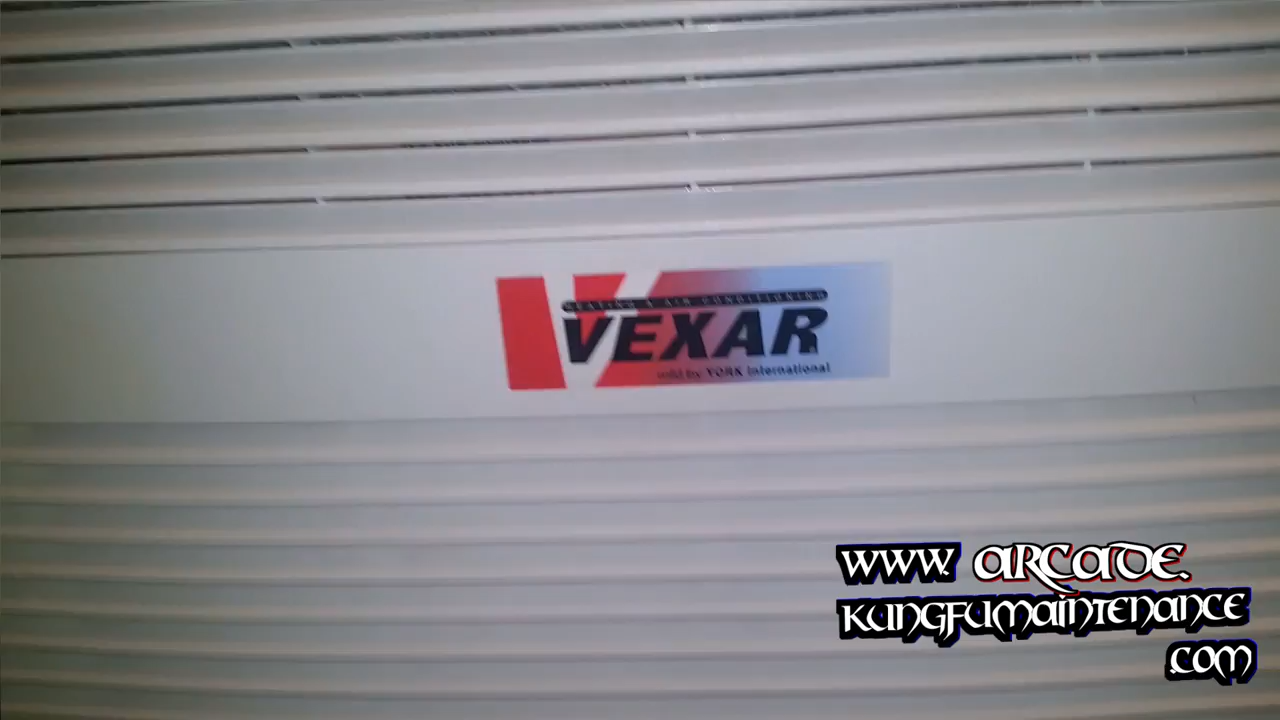 HEATING & AIR CONDITIONING
VEXAR
YORK International
www. arcade.
kungfumaintenance
.com